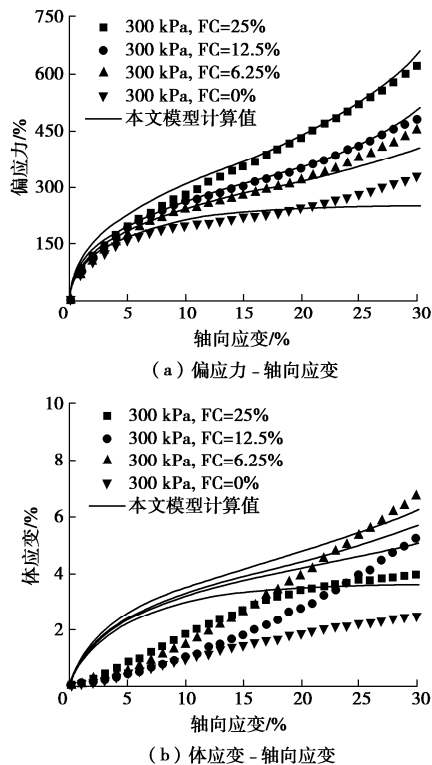 750
600
450
300
150
0
偏应力/%
300 kPa, FC=25%
300 kPa, FC=12.5%
300 kPa, FC=6.25%
300 kPa, FC=0%
本文模型计算值
5
10
15
20
25
30
轴向应变/%
(a)偏应力-轴向应变
10
8
6
4
2
0
体应变/%
300 kPa, FC=25%
300 kPa, FC=12.5%
300 kPa, FC=6.25%
300 kPa, FC=0%
本文模型计算值
5
10
15
20
25
30
轴向应变/%
(b)体应变-轴向应变